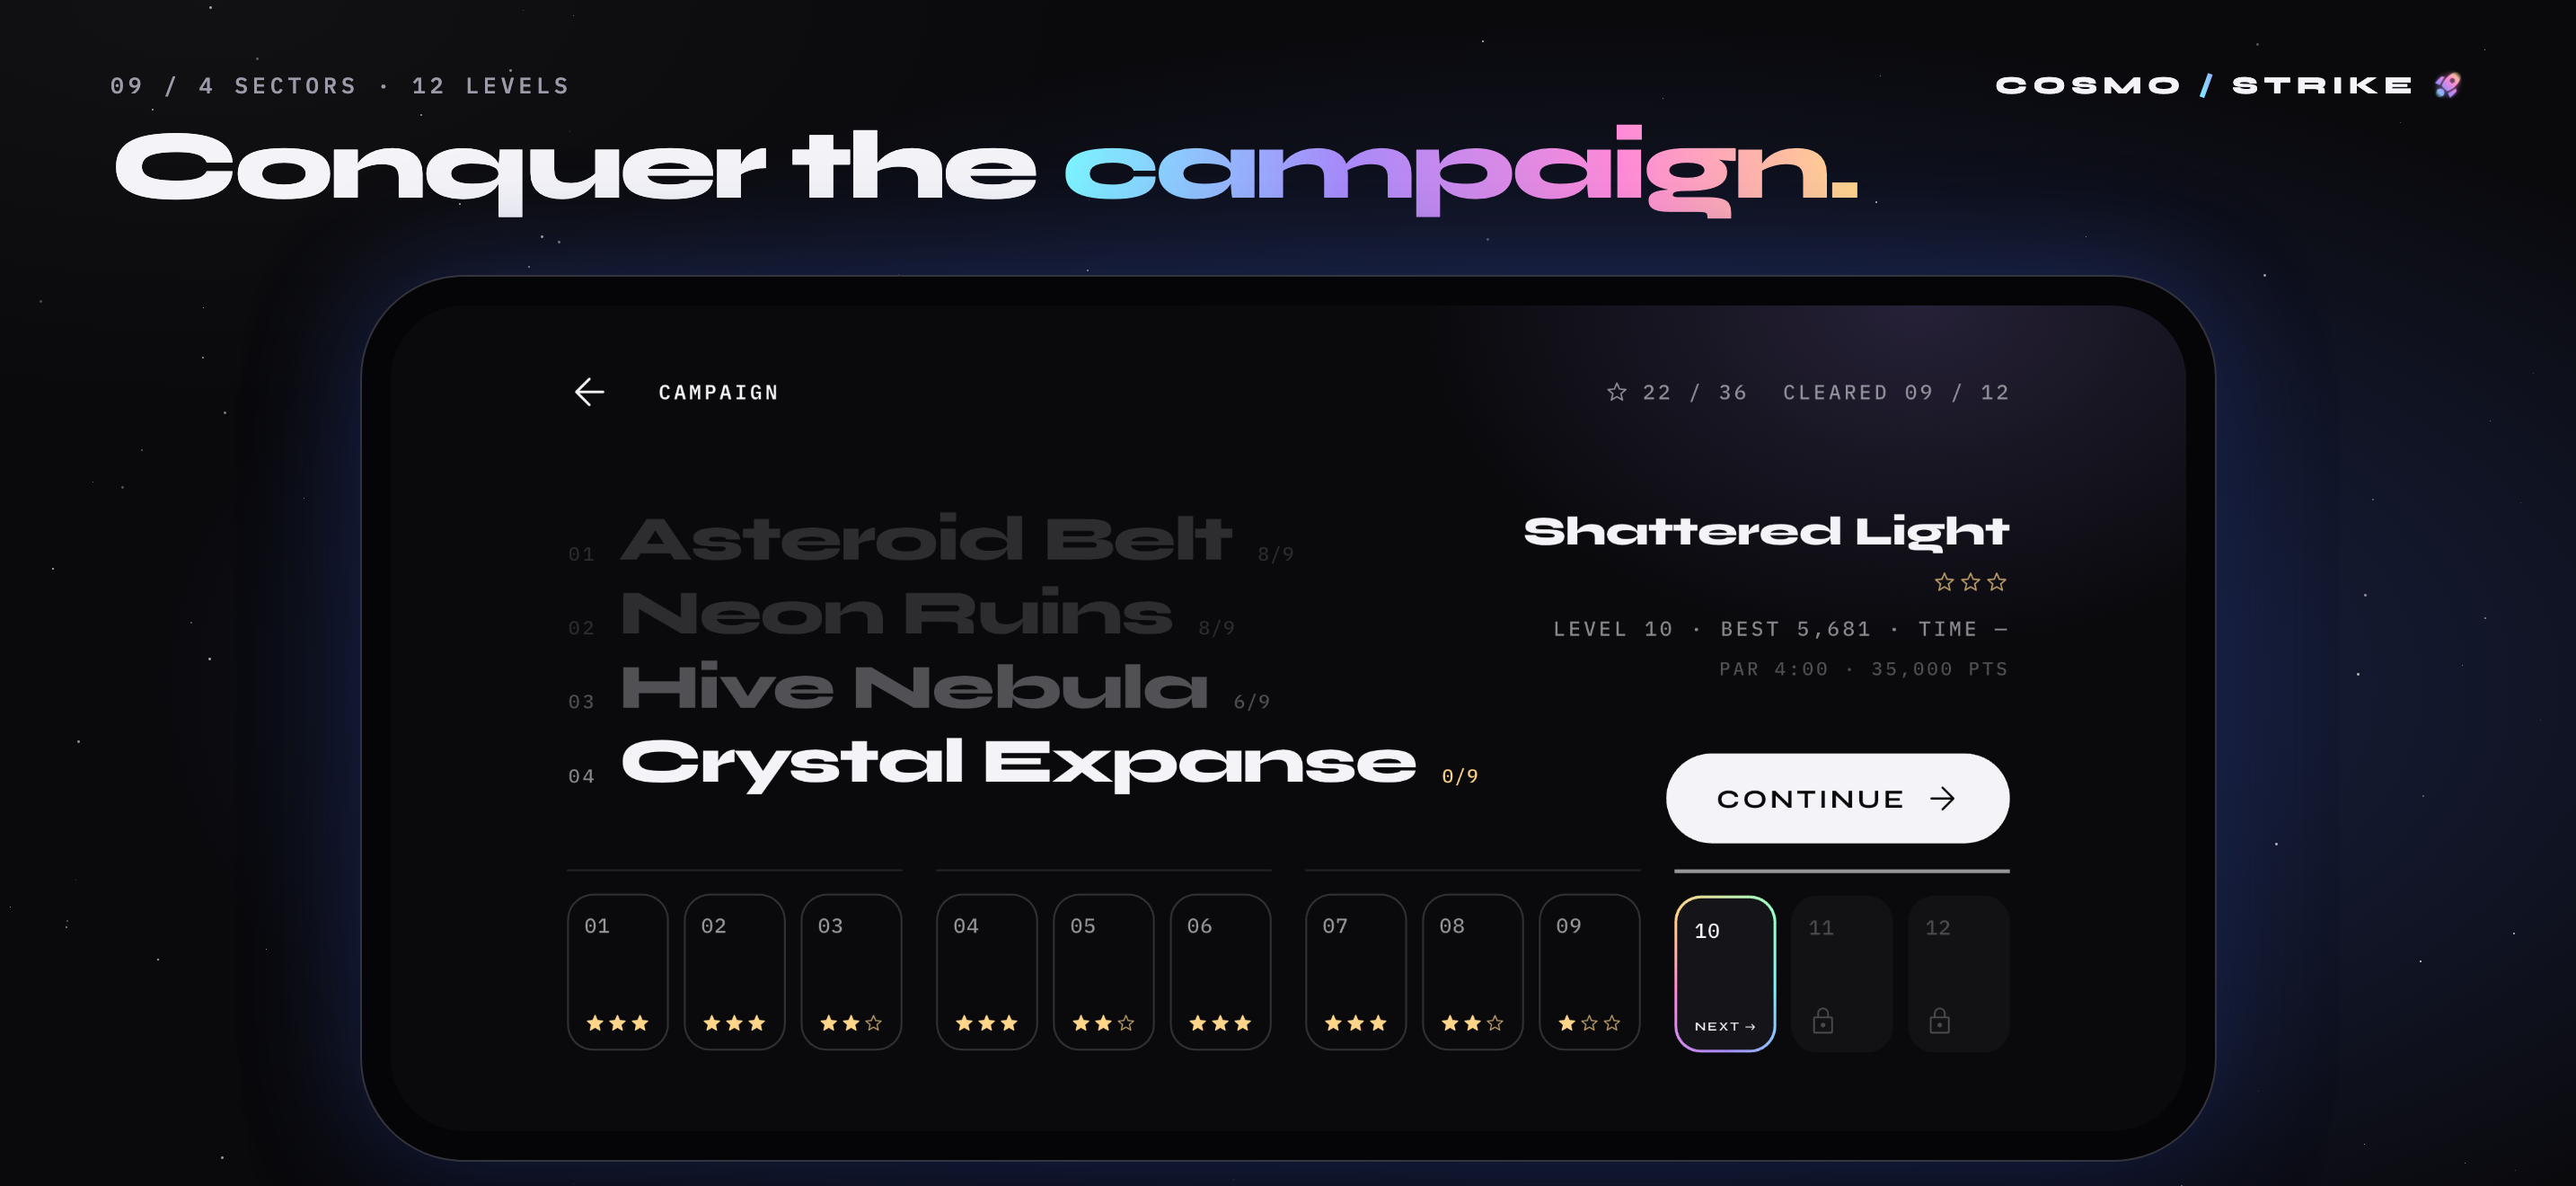 09 / 4 SECTORS · 12 LEVELS
COSMO / STRIKE
Conquer the campaign.
CAMPAIGN
22 / 36 CLEARED 09 / 12
01 Asteroid Belt 8/9
02 Neon Ruins 8/9
03 Hive Nebula 6/9
04 Crystal Expanse 0/9
Shattered Light
LEVEL 10 · BEST 5,681 · TIME —
PAR 4:00 · 35,000 PTS
CONTINUE →
01 02 03 04 05 06 07 08 09 10 11 12
NEXT →